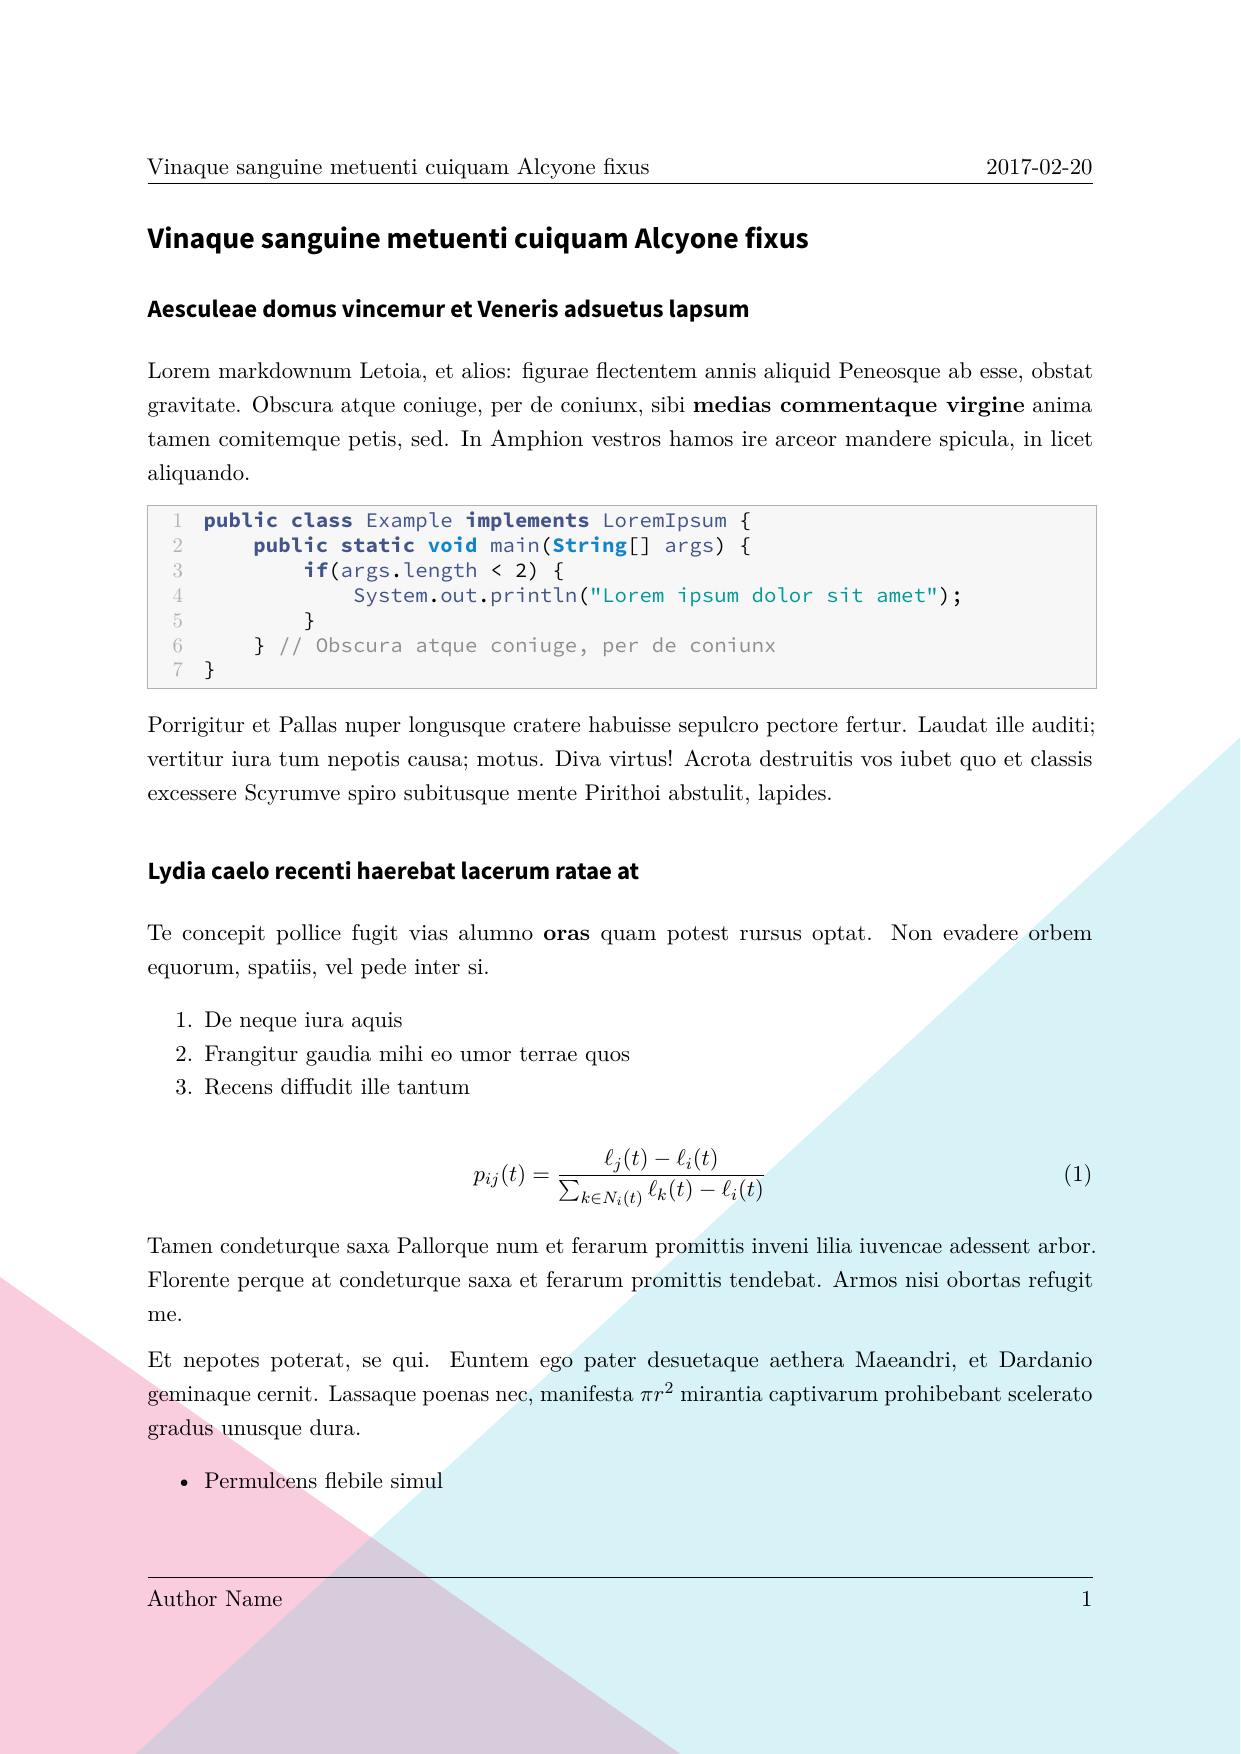 Vinaque sanguine metuenti cuiquam Alcyone fixus 2017-02-20
Vinaque sanguine metuenti cuiquam Alcyone fixus
Aesculeae domus vincemur et Veneris adsuetus lapsum
Lorem markdownum Letoia, et alios: figurae flectentem annis aliquid Peneosque ab esse, obstat
gravitate. Obscura atque coniuge, per de coniunx, sibi medias commentaque virgine anima
tamen comitemque petis, sed. In Amphion vestros hamos ire arceor mandere spicula, in licet
aliquando.
1 public class Example implements LoremIpsum {
2     public static void main(String[] args) {
3         if(args.length < 2) {
4             System.out.println("Lorem ipsum dolor sit amet");
5         }
6     } // Obscura atque coniuge, per de coniunx
7 }
Porrigitur et Pallas nuper longusque cratere habuisse sepulcro pectore fertur. Laudat ille auditi;
vertitur iura tum nepotis causa; motus. Diva virtus! Acrota destruitis vos iubet quo et classis
excessere Scyrumve spiro subitusque mente Pirithoi abstulit, lapides.
Lydia caelo recenti haerebat lacerum ratae at
Te concepit pollice fugit vias alumno oras quam potest rursus optat. Non evadere orbem
equorum, spatiis, vel pede inter si.
1. De neque iura aquis
2. Frangitur gaudia mihi eo umor terrae quos
3. Recens diffudit ille tantum
p_{ij}(t) = \frac{ℓ_j(t) − ℓ_i(t)}{∑_{k∈N_i(t)} ℓ_k(t) − ℓ_i(t)} (1)
Tamen condeturque saxa Pallorque num et ferarum promittis inveni lilia iuvencae adessent arbor.
Florente perque at condeturque saxa et ferarum promittis tendebat. Armos nisi obortas refugit
me.
Et nepotes poterat, se qui. Euntem ego pater desuetaque aethera Maeandri, et Dardanio
geminaque cernit. Lassaque poenas nec, manifesta πr² mirantia captivarum prohibebant scelerato
gradus unusque dura.
• Permulcens flebile simul
Author Name 1